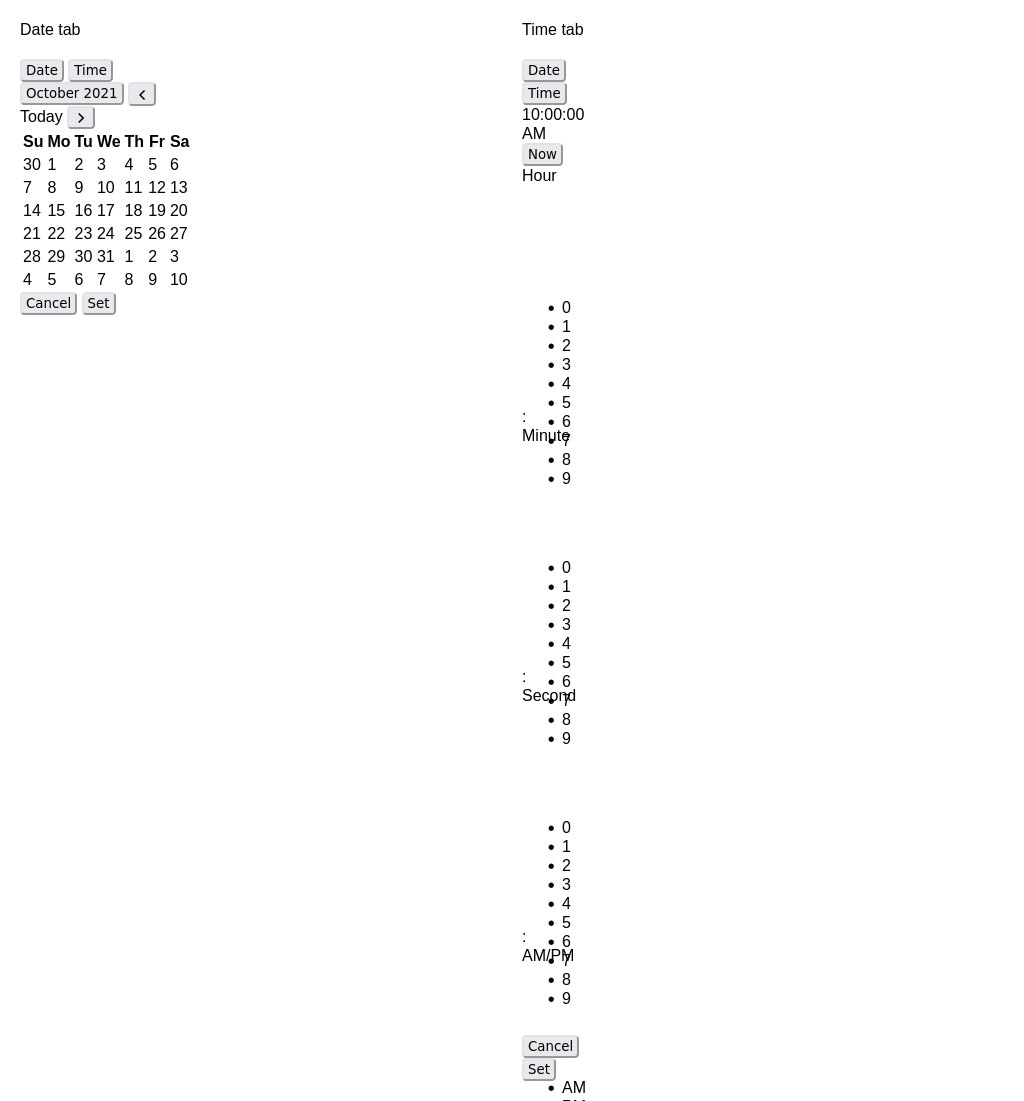 Date tab
Date Time
October 2021
Today
Su Mo Tu We Th Fr Sa
30 1 2 3 4 5 6
7 8 9 10 11 12 13
14 15 16 17 18 19 20
21 22 23 24 25 26 27
28 29 30 31 1 2 3
4 5 6 7 8 9 10
Cancel Set
Time tab
Date
Time
10:00:00
AM
Now
Hour
0
1
2
3
4
5
:
6
Minute
7
8
9
0
1
2
3
4
5
:
6
Second
7
8
9
0
1
2
3
4
5
:
6
AM/PM
7
8
9
Cancel
Set
AM